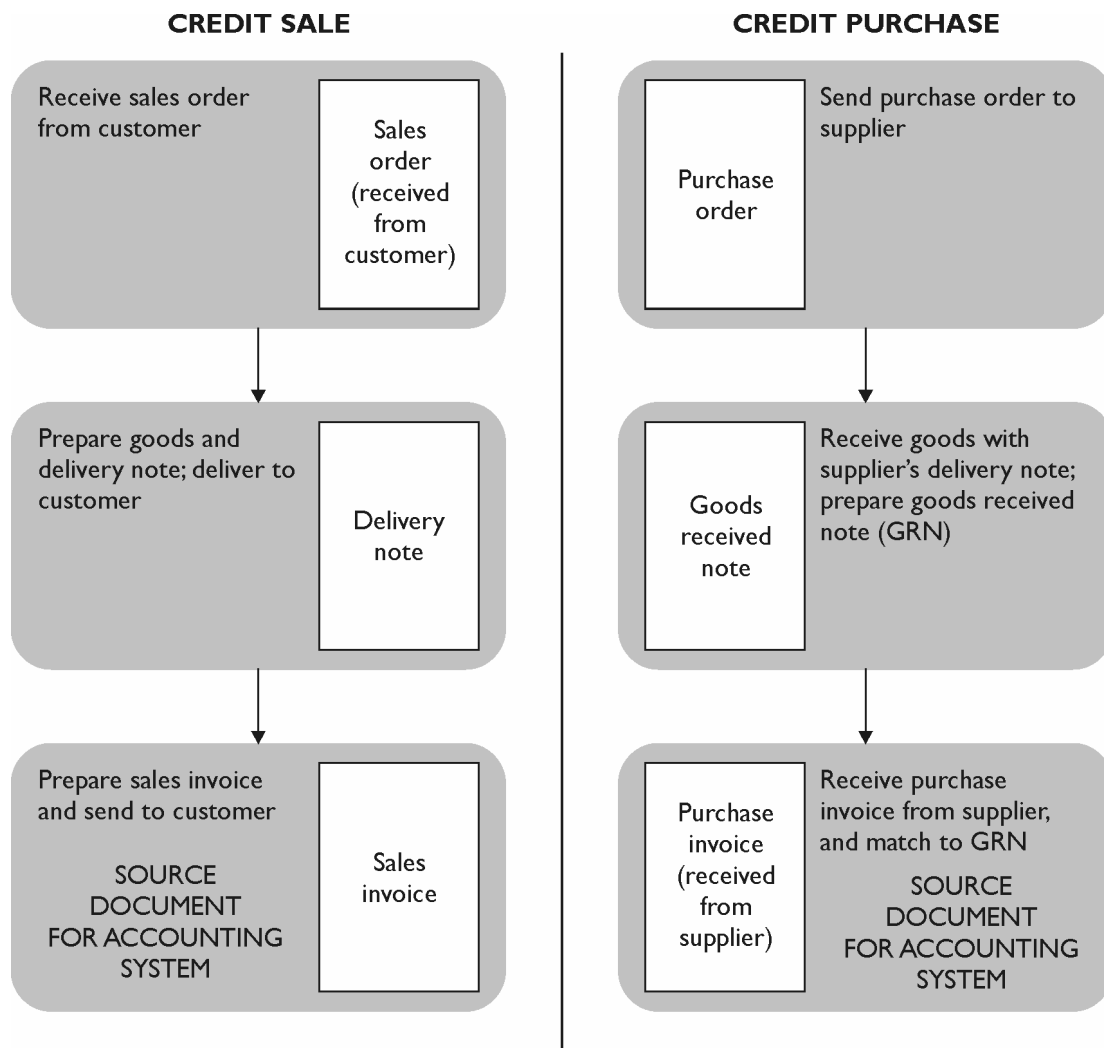 CREDIT SALE
Receive sales order
from customer
Sales
order
(received
from
customer)
Prepare goods and
delivery note; deliver to
customer
Delivery
note
Prepare sales invoice
and send to customer
SOURCE
DOCUMENT
FOR ACCOUNTING
SYSTEM
Sales
invoice
CREDIT PURCHASE
Purchase
order
Send purchase order to
supplier
Goods
received
note
Receive goods with
supplier’s delivery note;
prepare goods received
note (GRN)
Purchase
invoice
(received
from
supplier)
Receive purchase
invoice from supplier,
and match to GRN
SOURCE
DOCUMENT
FOR ACCOUNTING
SYSTEM